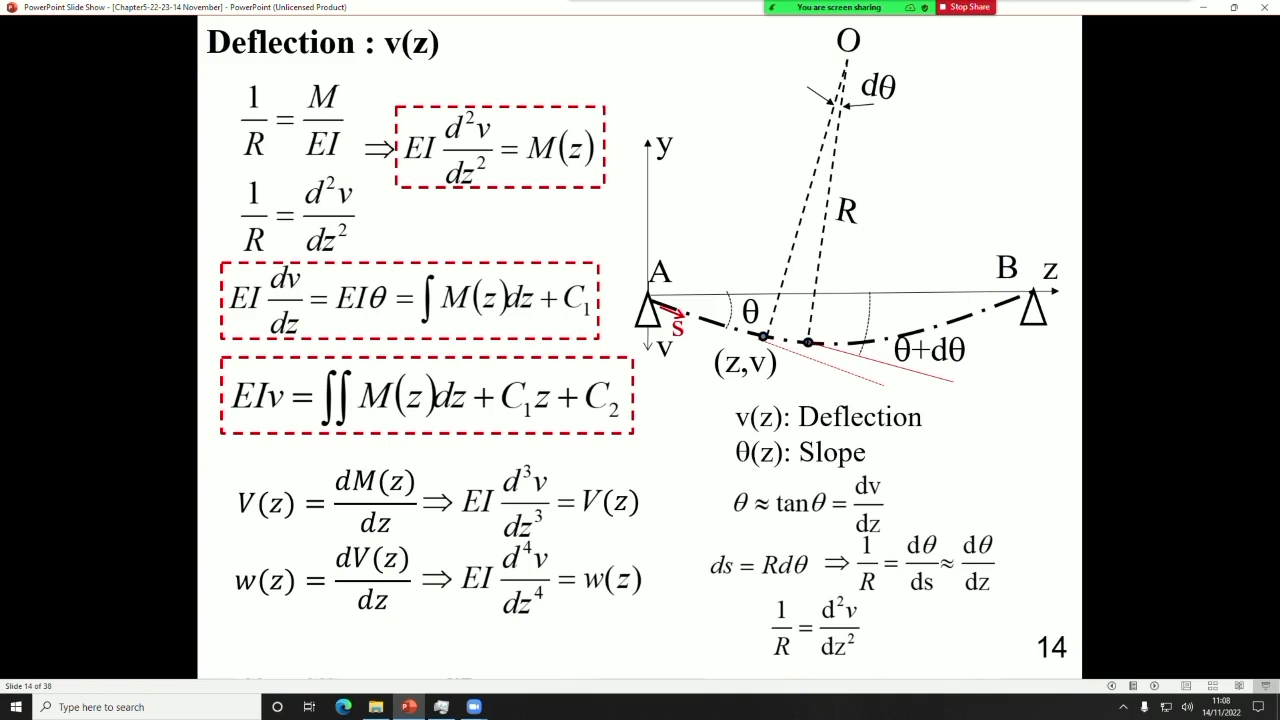 PowerPoint Slide Show - [Chapter5-22-23-14 November] - PowerPoint (Unlicensed Product)
You are screen sharing
Stop Share
Deflection : v(z)
1/R = M/EI
⇒ EI d²v/dz² = M(z)
1/R = d²v/dz²
EI dv/dz = EIθ = ∫ M(z)dz + C₁
EIv = ∬ M(z)dz + C₁z + C₂
V(z) = dM(z)/dz ⇒ EI d³v/dz³ = V(z)
w(z) = dV(z)/dz ⇒ EI d⁴v/dz⁴ = w(z)
O
dθ
y
R
A
B z
θ
s
v
(z,v)
θ+dθ
v(z): Deflection
θ(z): Slope
θ ≈ tanθ = dv/dz
ds = Rdθ ⇒ 1/R = dθ/ds ≈ dθ/dz
1/R = d²v/dz²
14
Slide 14 of 38
Type here to search
11:08
14/11/2022